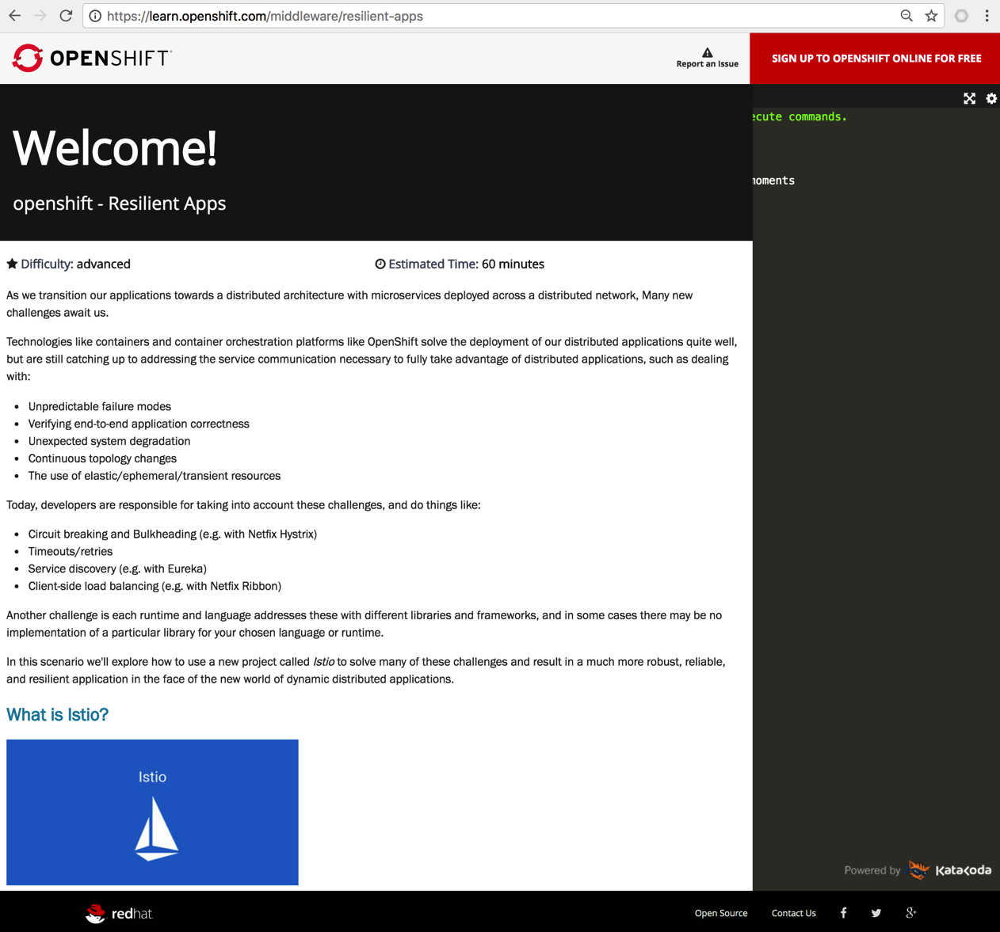 https://learn.openshift.com/middleware/resilient-apps
OPENSHIFT
Report an Issue
SIGN UP TO OPENSHIFT ONLINE FOR FREE
Welcome!
openshift - Resilient Apps
ecute commands.
moments
Difficulty: advanced
Estimated Time: 60 minutes
As we transition our applications towards a distributed architecture with microservices deployed across a distributed network, Many new
challenges await us.
Technologies like containers and container orchestration platforms like OpenShift solve the deployment of our distributed applications quite well,
but are still catching up to addressing the service communication necessary to fully take advantage of distributed applications, such as dealing
with:
• Unpredictable failure modes
• Verifying end-to-end application correctness
• Unexpected system degradation
• Continuous topology changes
• The use of elastic/ephemeral/transient resources
Today, developers are responsible for taking into account these challenges, and do things like:
• Circuit breaking and Bulkheading (e.g. with Netfix Hystrix)
• Timeouts/retries
• Service discovery (e.g. with Eureka)
• Client-side load balancing (e.g. with Netfix Ribbon)
Another challenge is each runtime and language addresses these with different libraries and frameworks, and in some cases there may be no
implementation of a particular library for your chosen language or runtime.
In this scenario we'll explore how to use a new project called Istio to solve many of these challenges and result in a much more robust, reliable,
and resilient application in the face of the new world of dynamic distributed applications.
What is Istio?
Istio
Powered by Katacoda
redhat.
Open Source
Contact Us